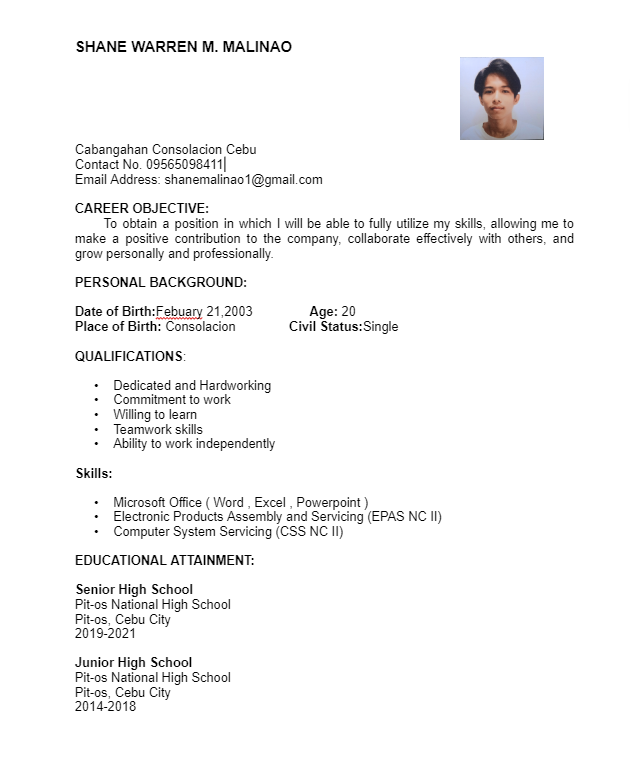 SHANE WARREN M. MALINAO
Cabangahan Consolacion Cebu
Contact No. 09565098411
Email Address: shanemalinao1@gmail.com
CAREER OBJECTIVE:
To obtain a position in which I will be able to fully utilize my skills, allowing me to
make a positive contribution to the company, collaborate effectively with others, and
grow personally and professionally.
PERSONAL BACKGROUND:
Date of Birth:Febuary 21,2003 Age: 20
Place of Birth: Consolacion Civil Status:Single
QUALIFICATIONS:
• Dedicated and Hardworking
• Commitment to work
• Willing to learn
• Teamwork skills
• Ability to work independently
Skills:
• Microsoft Office ( Word , Excel , Powerpoint )
• Electronic Products Assembly and Servicing (EPAS NC II)
• Computer System Servicing (CSS NC II)
EDUCATIONAL ATTAINMENT:
Senior High School
Pit-os National High School
Pit-os, Cebu City
2019-2021
Junior High School
Pit-os National High School
Pit-os, Cebu City
2014-2018